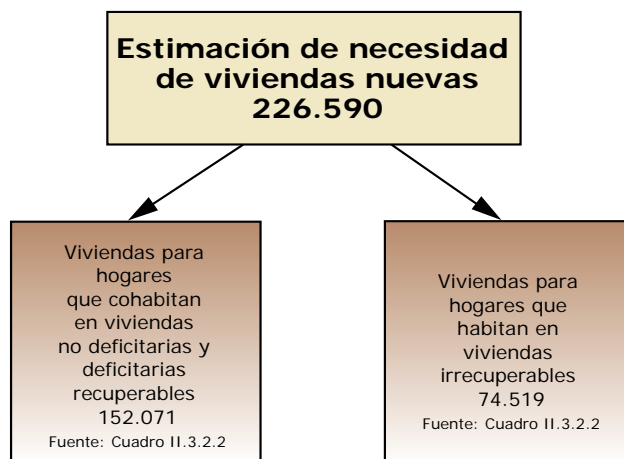 Estimación de necesidad
de viviendas nuevas
226.590
Viviendas para
hogares
que cohabitan
en viviendas
no deficitarias y
deficitarias
recuperables
152.071
Fuente: Cuadro II.3.2.2
Viviendas para
hogares que
habitan en
viviendas
irrecuperables
74.519
Fuente: Cuadro II.3.2.2